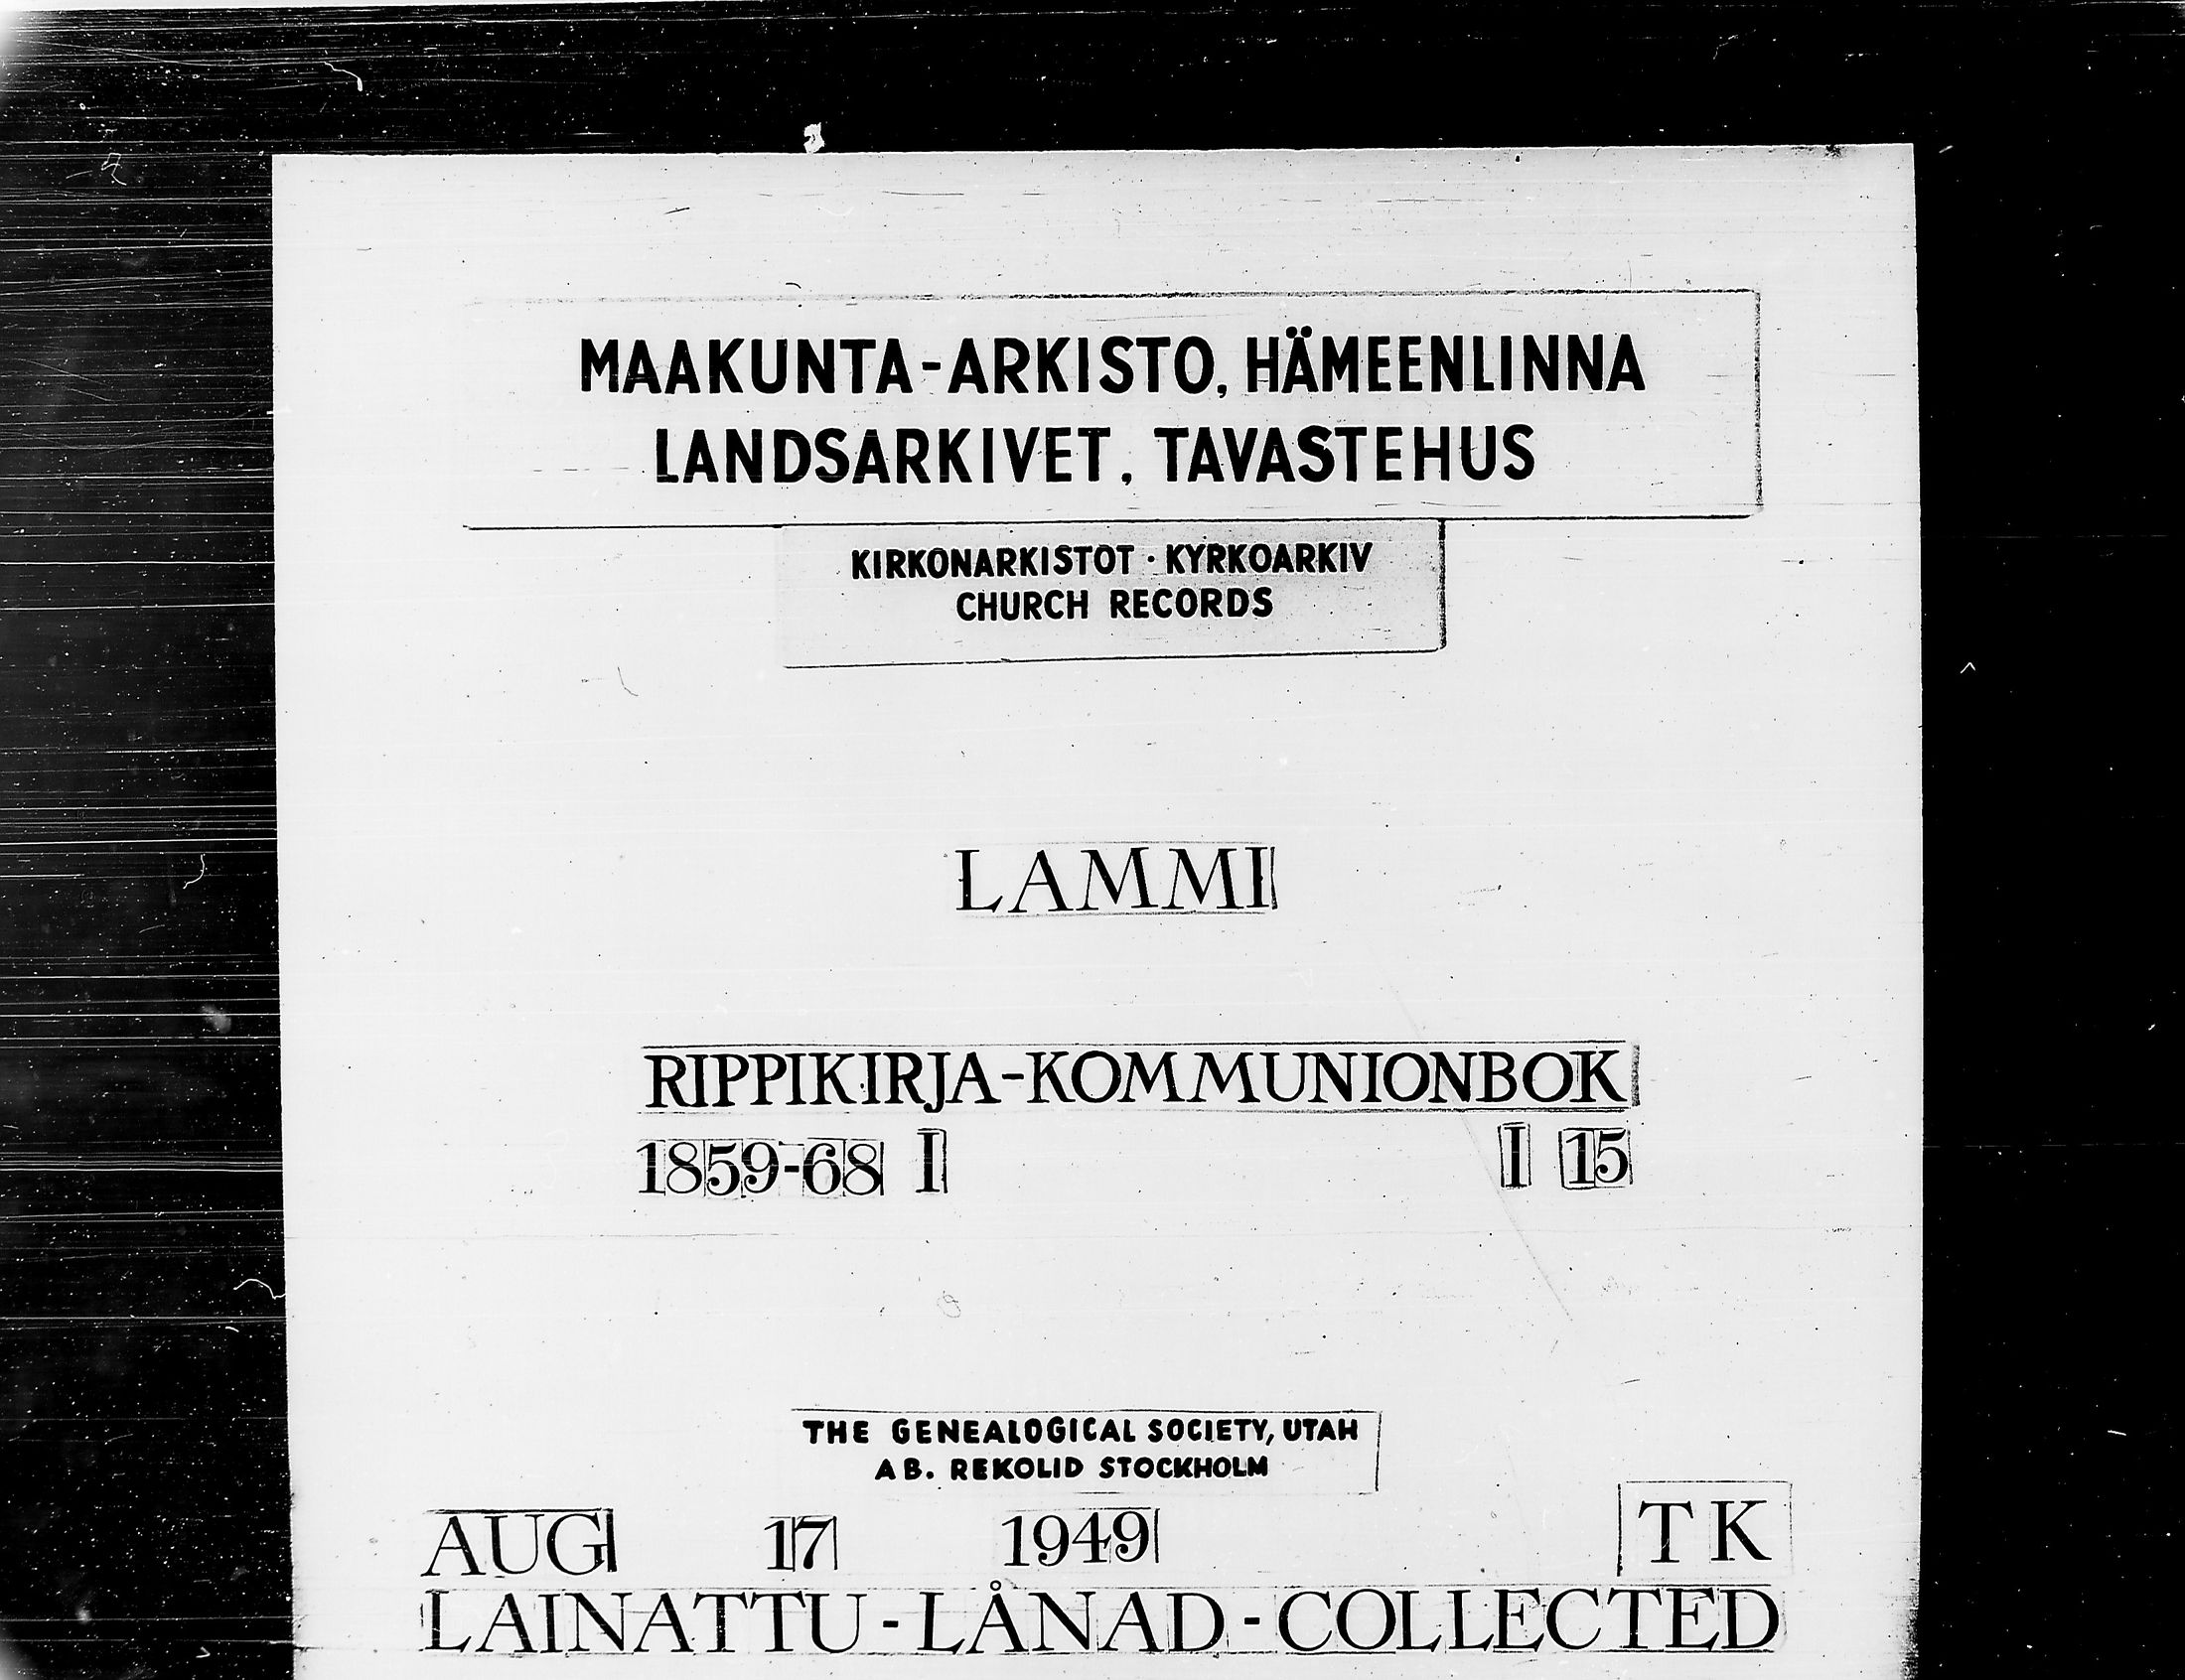 MAAKUNTA-ARKISTO, HÄMEENLINNA
LANDSARKIVET, TAVASTEHUS
KIRKONARKISTOT · KYRKOARKIV
CHURCH RECORDS
LAMMI
RIPPIKIRJA-KOMMUNIONBOK
1859-68 I I 15
THE GENEALOGICAL SOCIETY, UTAH
AB. REKOLID STOCKHOLM
AUG 17 1949 TK
LAINATTU-LÅNAD-COLLECTED